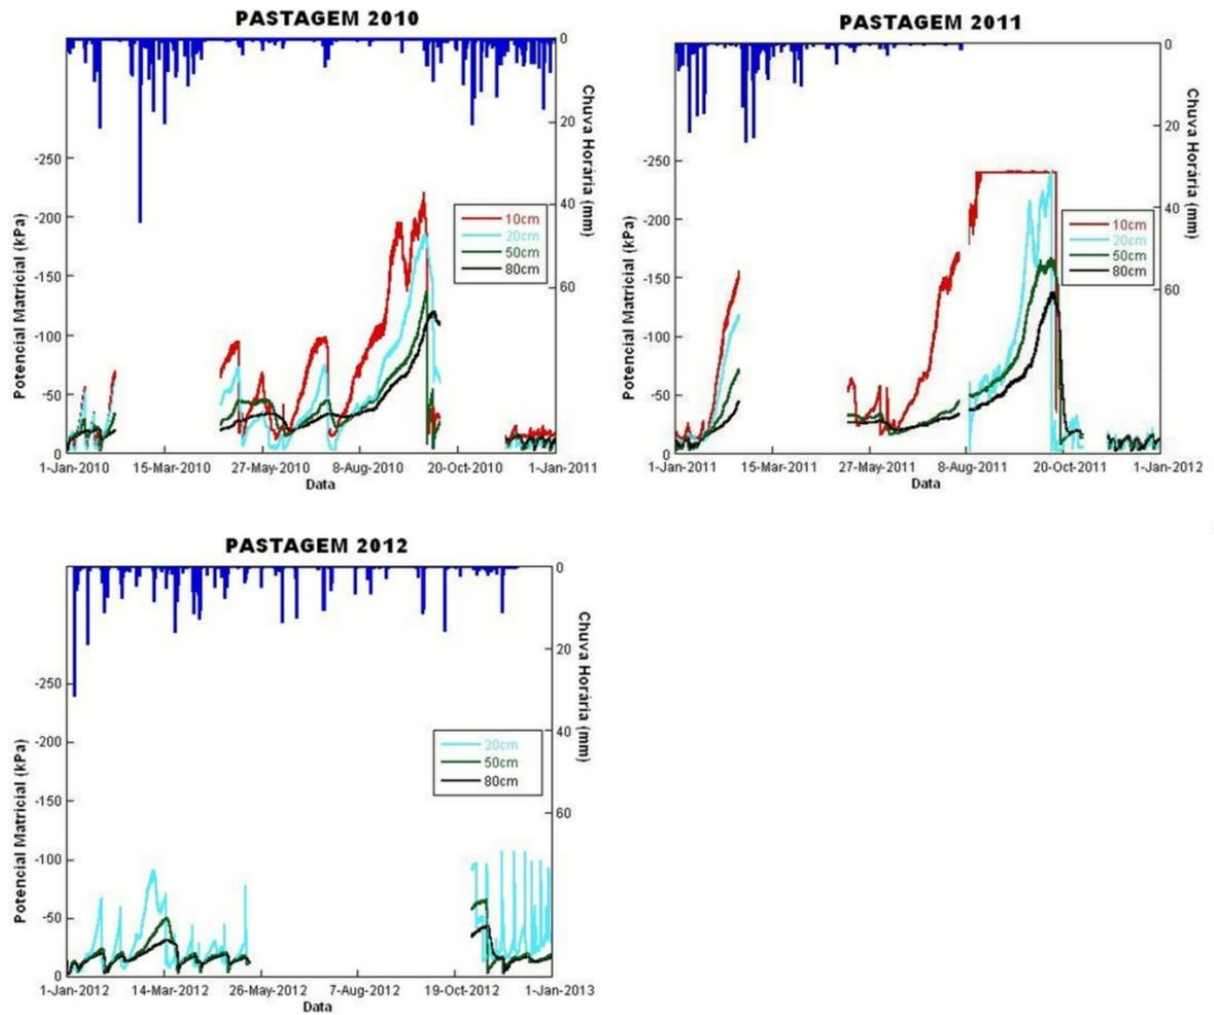 PASTAGEM 2010
0
20
40
60
Chuva Horária (mm)
-250
-200
-150
-100
-50
0
Potencial Matricial (kPa)
10cm
20cm
50cm
80cm
1-Jan-2010 15-Mar-2010 27-May-2010 8-Aug-2010 20-Oct-2010 1-Jan-2011
Data
PASTAGEM 2011
0
20
40
60
Chuva Horária (mm)
-250
-200
-150
-100
-50
0
Potencial Matricial (kPa)
10cm
20cm
50cm
80cm
1-Jan-2011 15-Mar-2011 27-May-2011 8-Aug-2011 20-Oct-2011 1-Jan-2012
Data
PASTAGEM 2012
0
20
40
60
Chuva Horária (mm)
-250
-200
-150
-100
-50
0
Potencial Matricial (kPa)
20cm
50cm
80cm
1-Jan-2012 14-Mar-2012 26-May-2012 7-Aug-2012 19-Oct-2012 1-Jan-2013
Data